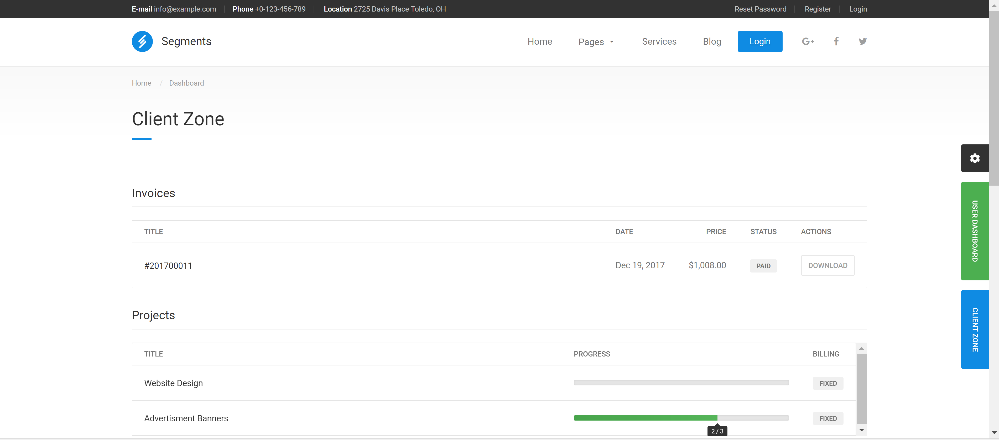 E-mail info@example.com Phone +0-123-456-789 Location 2725 Davis Place Toledo, OH Reset Password Register Login
Segments Home Pages Services Blog Login G+ f
Home / Dashboard
Client Zone
Invoices
TITLE DATE PRICE STATUS ACTIONS
#201700011 Dec 19, 2017 $1,008.00 PAID DOWNLOAD
Projects
TITLE PROGRESS BILLING
Website Design FIXED
Advertisment Banners FIXED
2 / 3
USER DASHBOARD
CLIENT ZONE